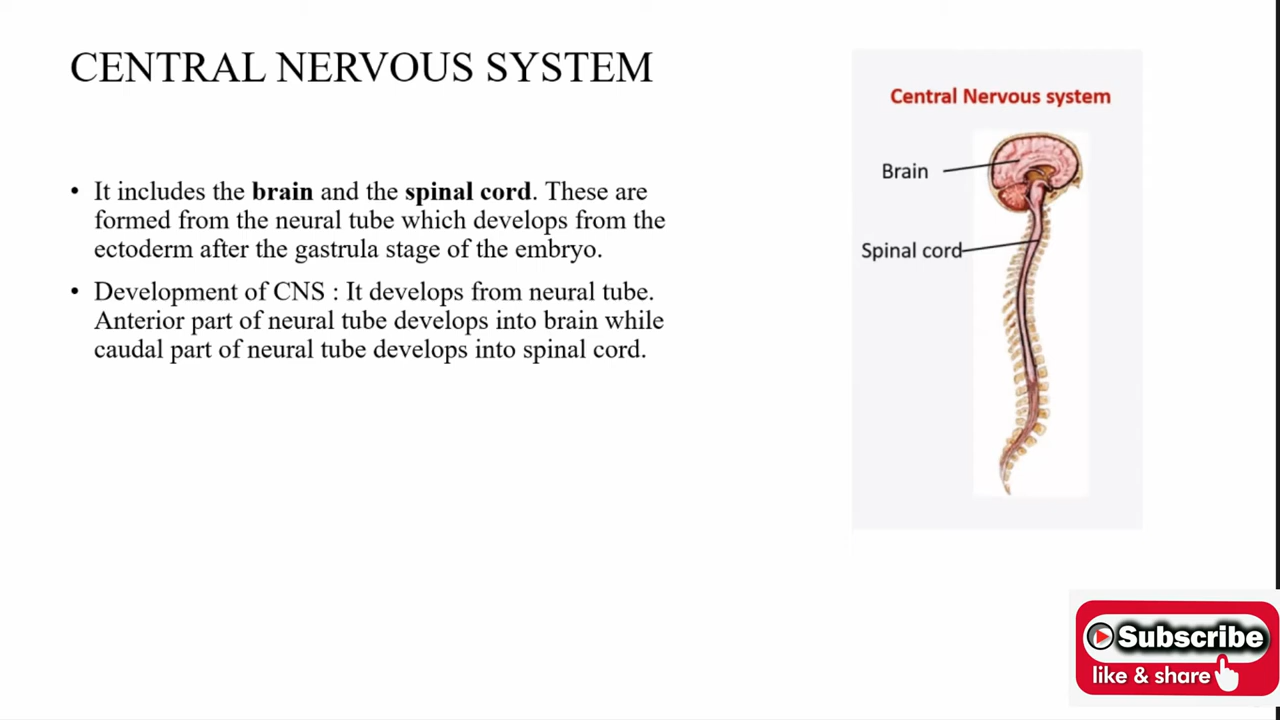 CENTRAL NERVOUS SYSTEM
• It includes the brain and the spinal cord. These are
formed from the neural tube which develops from the
ectoderm after the gastrula stage of the embryo.
• Development of CNS : It develops from neural tube.
Anterior part of neural tube develops into brain while
caudal part of neural tube develops into spinal cord.
Central Nervous system
Brain
Spinal cord
Subscribe
like & share